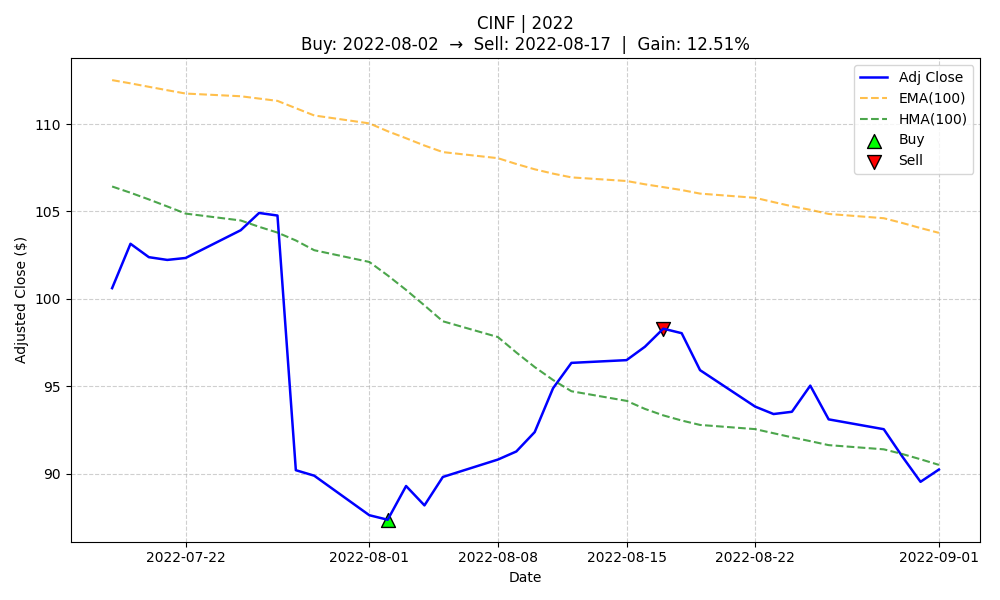 CINF | 2022
Buy: 2022-08-02 → Sell: 2022-08-17 | Gain: 12.51%
Adj Close
EMA(100)
HMA(100)
Buy
Sell
Adjusted Close ($)
110
105
100
95
90
2022-07-22
2022-08-01
2022-08-08
2022-08-15
2022-08-22
2022-09-01
Date